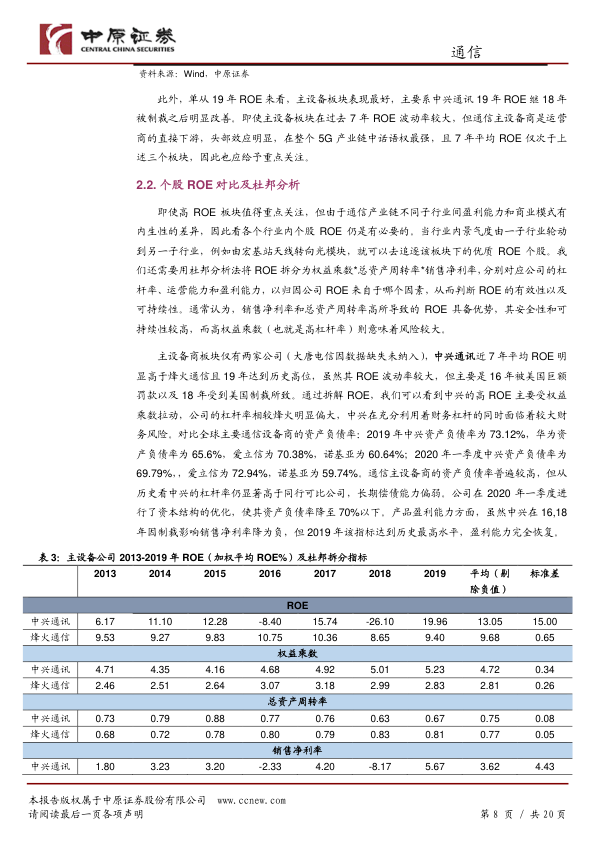 中原证券
CENTRAL CHINA SECURITIES
通信
资料来源：Wind，中原证券
此外，单从 19 年 ROE 来看，主设备板块表现最好，主要系中兴通讯 19 年 ROE 继 18 年
被制裁之后明显改善。即使主设备板块在过去 7 年 ROE 波动率较大，但通信主设备商是运营
商的直接下游，头部效应明显，在整个 5G 产业链中话语权最强，且 7 年平均 ROE 仅次于上
述三个板块，因此也应给予重点关注。
2.2. 个股 ROE 对比及杜邦分析
即使高 ROE 板块值得重点关注，但由于通信产业链不同子行业间盈利能力和商业模式有
内生性的差异，因此看各个行业内个股 ROE 仍是有必要的。当行业内景气度由一子行业轮动
到另一子行业，例如由宏基站天线转向光模块，就可以去追逐该板块下的优质 ROE 个股。我
们还需要用杜邦分析法将 ROE 拆分为权益乘数*总资产周转率*销售净利率，分别对应公司的杠
杆率、运营能力和盈利能力，以归因公司 ROE 来自于哪个因素，从而判断 ROE 的有效性以及
可持续性。通常认为，销售净利率和总资产周转率高所导致的 ROE 具备优势，其安全性和可
持续性较高，而高权益乘数（也就是高杠杆率）则意味着风险较大。
主设备商板块仅有两家公司（大唐电信因数据缺失未纳入），中兴通讯近 7 年平均 ROE 明
显高于烽火通信且 19 年达到历史高位，虽然其 ROE 波动率较大，但主要是 16 年被美国巨额
罚款以及 18 年受到美国制裁所致。通过拆解 ROE，我们可以看到中兴的高 ROE 主要受权益
乘数拉动，公司的杠杆率相较烽火明显偏大，中兴在充分利用着财务杠杆的同时面临着较大财
务风险。对比全球主要通信设备商的资产负债率：2019 年中兴资产负债率为 73.12%，华为资
产负债率为 65.6%，爱立信为 70.38%，诺基亚为 60.64%；2020 年一季度中兴资产负债率为
69.79%，，爱立信为 72.94%，诺基亚为 59.74%。通信主设备商的资产负债率普遍较高，但从
历史看中兴的杠杆率仍显著高于同行可比公司，长期偿债能力偏弱。公司在 2020 年一季度进
行了资本结构的优化，使其资产负债率降至 70%以下。产品盈利能力方面，虽然中兴在 16,18
年因制裁影响销售净利率降为负，但 2019 年该指标达到历史最高水平，盈利能力完全恢复。
表 3：主设备公司 2013-2019 年 ROE（加权平均 ROE%）及杜邦拆分指标
2013 2014 2015 2016 2017 2018 2019 平均（剔 标准差
除负值）
ROE
中兴通讯 6.17 11.10 12.28 -8.40 15.74 -26.10 19.96 13.05 15.00
烽火通信 9.53 9.27 9.83 10.75 10.36 8.65 9.40 9.68 0.65
权益乘数
中兴通讯 4.71 4.35 4.16 4.68 4.92 5.01 5.23 4.72 0.34
烽火通信 2.46 2.51 2.64 3.07 3.18 2.99 2.83 2.81 0.26
总资产周转率
中兴通讯 0.73 0.79 0.88 0.77 0.76 0.63 0.67 0.75 0.08
烽火通信 0.68 0.72 0.78 0.80 0.79 0.83 0.81 0.77 0.05
销售净利率
中兴通讯 1.80 3.23 3.20 -2.33 4.20 -8.17 5.67 3.62 4.43
本报告版权属于中原证券股份有限公司 www.ccnew.com
请阅读最后一页各项声明 第 8 页 / 共 20 页